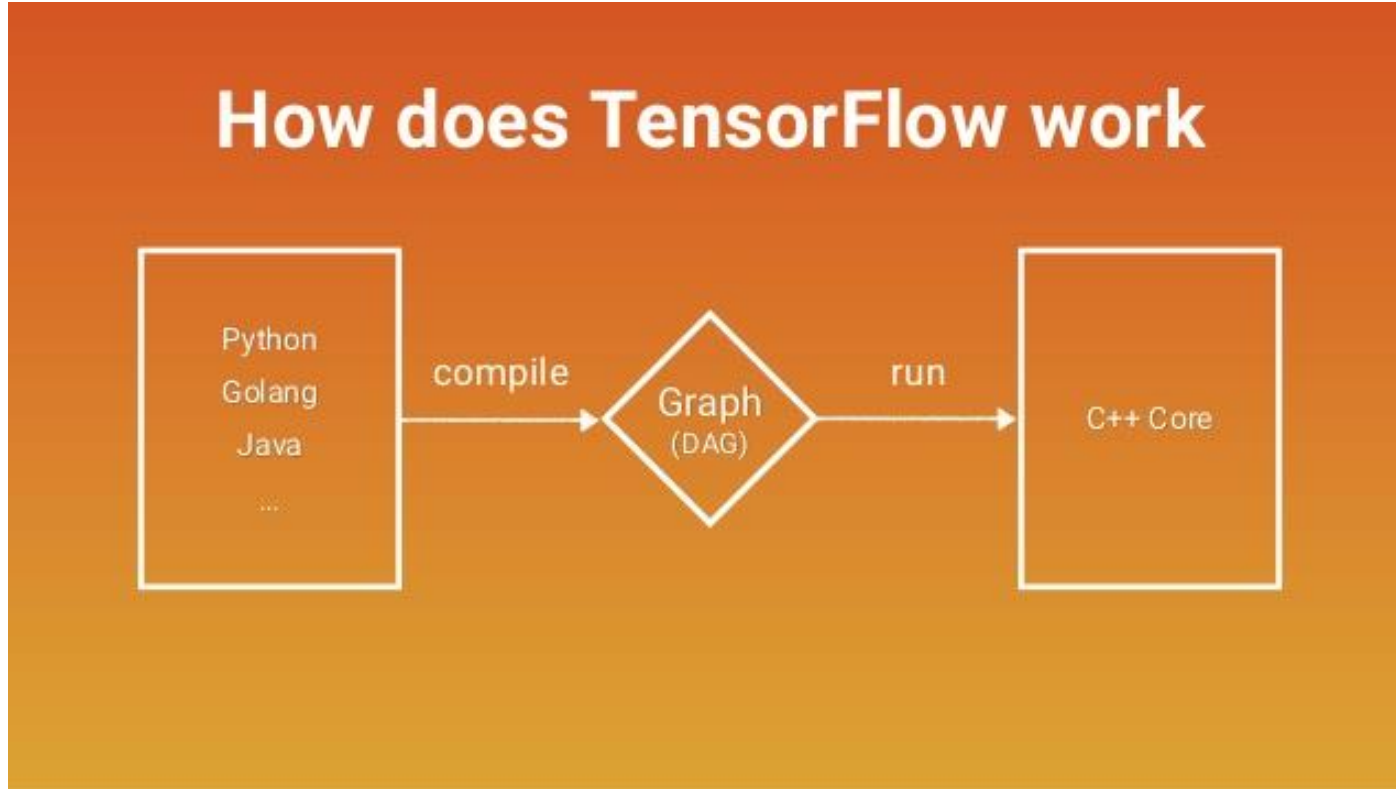 How does TensorFlow work
Python
Golang
Java
...
compile
Graph
(DAG)
run
C++ Core